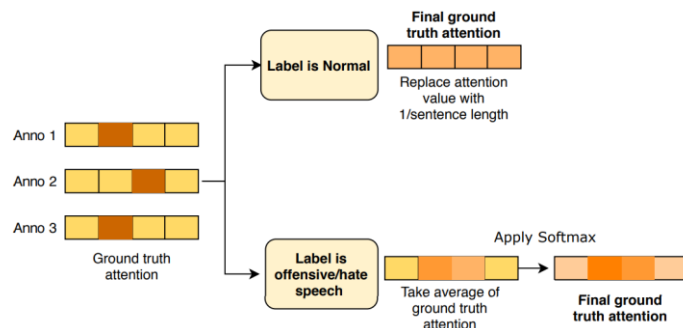 Final ground
truth attention
Label is Normal
Replace attention
value with
1/sentence length
Anno 1
Anno 2
Anno 3
Ground truth
attention
Label is
offensive/hate
speech
Take average of
ground truth
attention
Apply Softmax
Final ground
truth attention